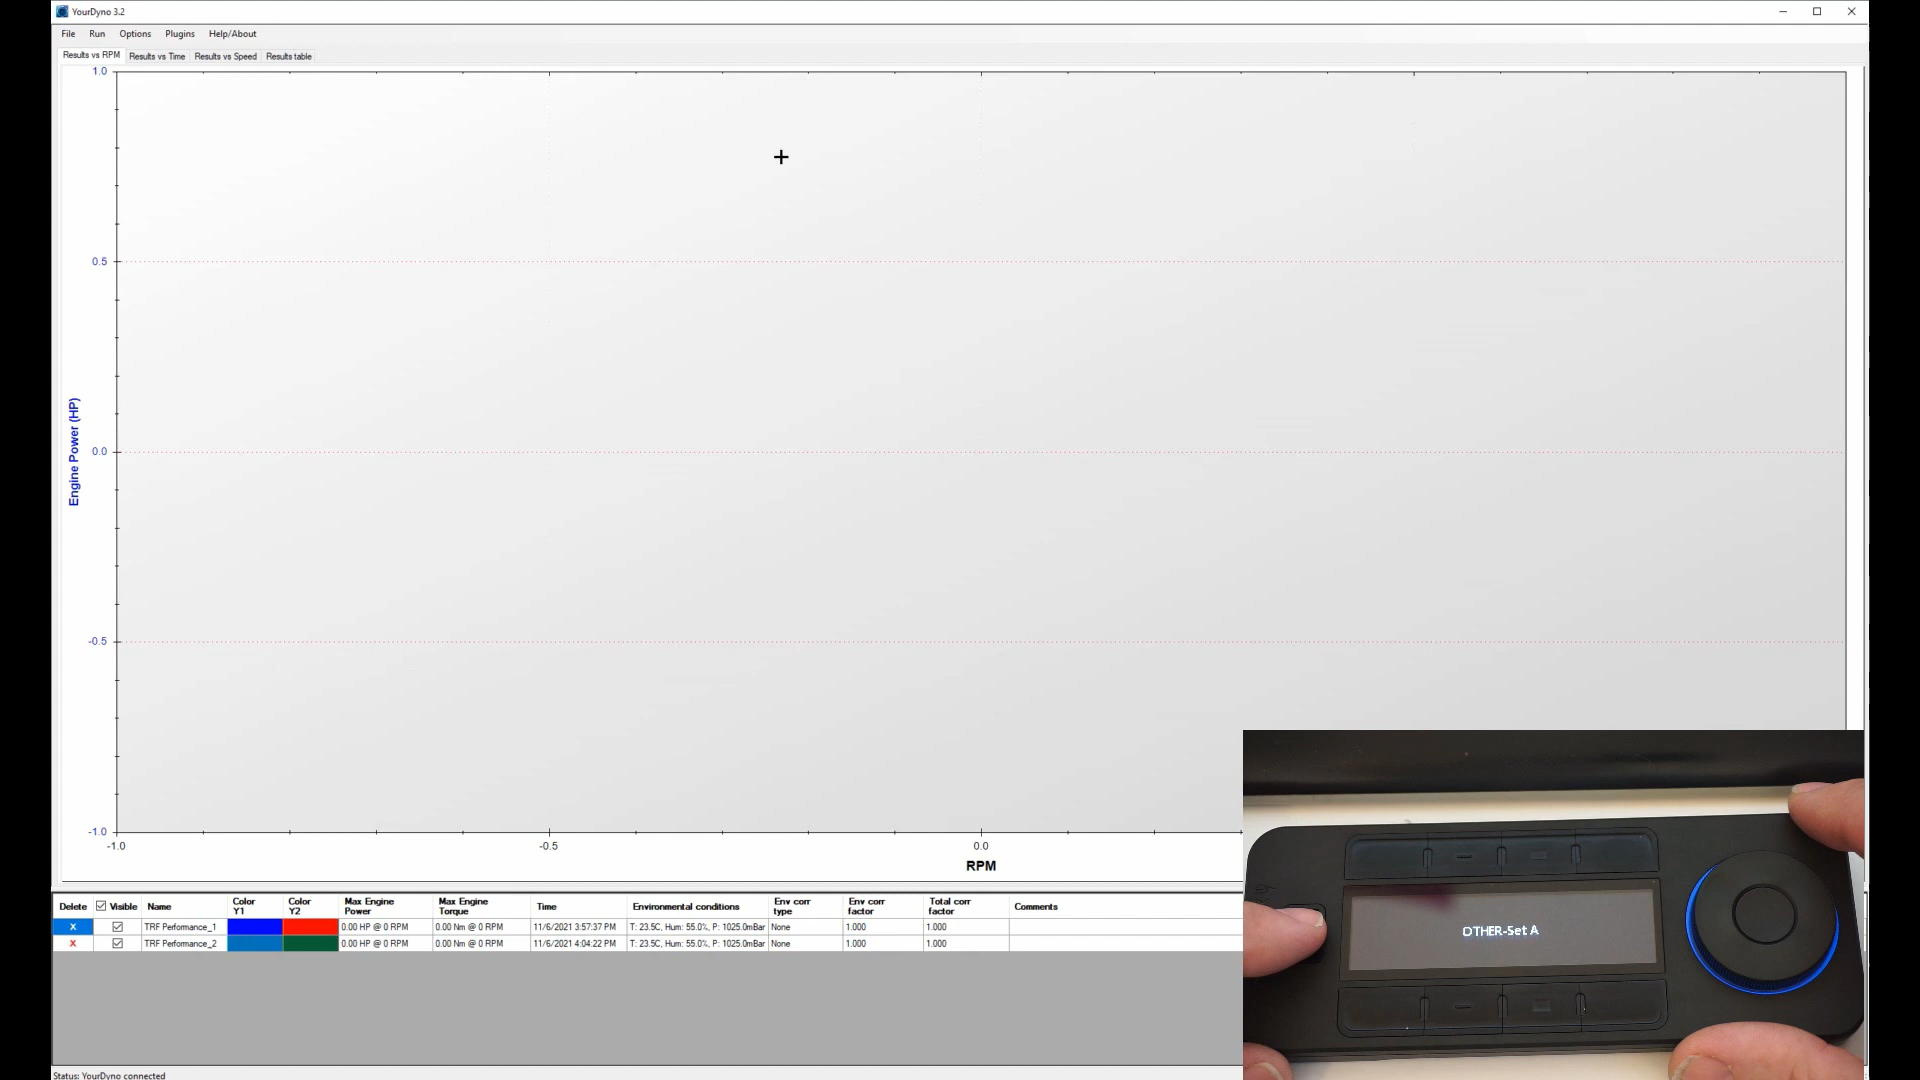 YourDyno 3.2
File Run Options Plugins Help/About
Results vs RPM Results vs Time Results vs Speed Results table
1.0
0.5
0.0
-0.5
-1.0
Engine Power (HP)
-1.0 -0.5 0.0
RPM
Delete Visible Name Color Y1 Color Y2 Max Engine Power Max Engine Torque Time Environmental conditions Env corr type Env corr factor Total corr factor Comments
X TRF Performance_1 0.00 HP @ 0 RPM 0.00 Nm @ 0 RPM 11/6/2021 3:57:37 PM T: 23.5C, Hum: 55.0%, P: 1025.0mBar None 1.000 1.000
X TRF Performance_2 0.00 HP @ 0 RPM 0.00 Nm @ 0 RPM 11/6/2021 4:04:22 PM T: 23.5C, Hum: 55.0%, P: 1025.0mBar None 1.000 1.000
OTHER-Set A
Status: YourDyno connected